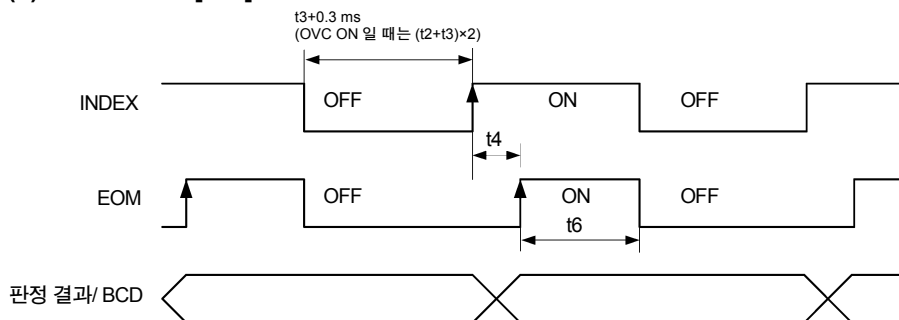 t3+0.3 ms
(OVC ON 일 때는 (t2+t3)×2)
INDEX
OFF
ON
OFF
t4
EOM
OFF
ON
OFF
t6
판정 결과/ BCD